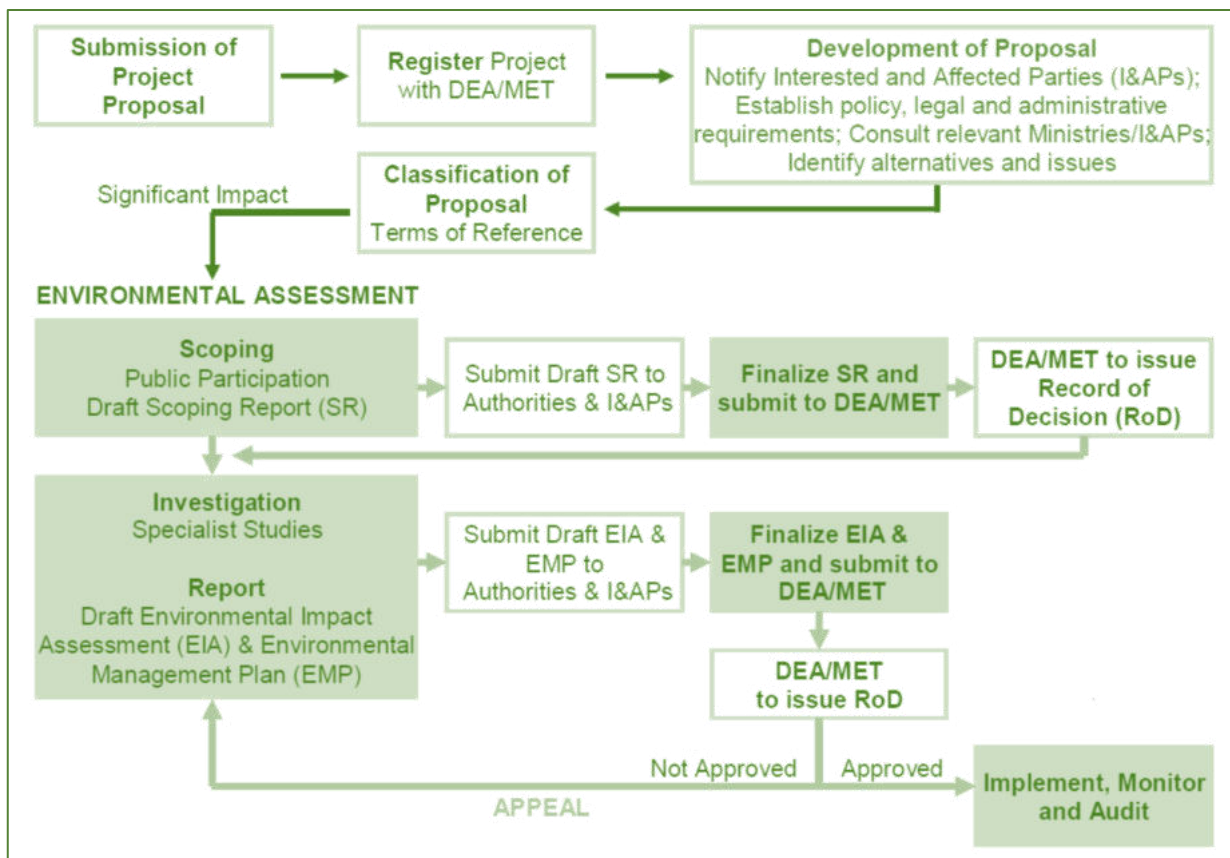 Submission of
Project
Proposal
Register Project
with DEA/MET
Development of Proposal
Notify Interested and Affected Parties (I&APs);
Establish policy, legal and administrative
requirements; Consult relevant Ministries/I&APs;
Identify alternatives and issues
Significant Impact
Classification of
Proposal
Terms of Reference
ENVIRONMENTAL ASSESSMENT
Scoping
Public Participation
Draft Scoping Report (SR)
Submit Draft SR to
Authorities & I&APs
Finalize SR and
submit to DEA/MET
DEA/MET to issue
Record of
Decision (RoD)
Investigation
Specialist Studies
Report
Draft Environmental Impact
Assessment (EIA) & Environmental
Management Plan (EMP)
Submit Draft EIA &
EMP to
Authorities & I&APs
Finalize EIA &
EMP and submit to
DEA/MET
DEA/MET
to issue RoD
Not Approved
Approved
APPEAL
Implement, Monitor
and Audit